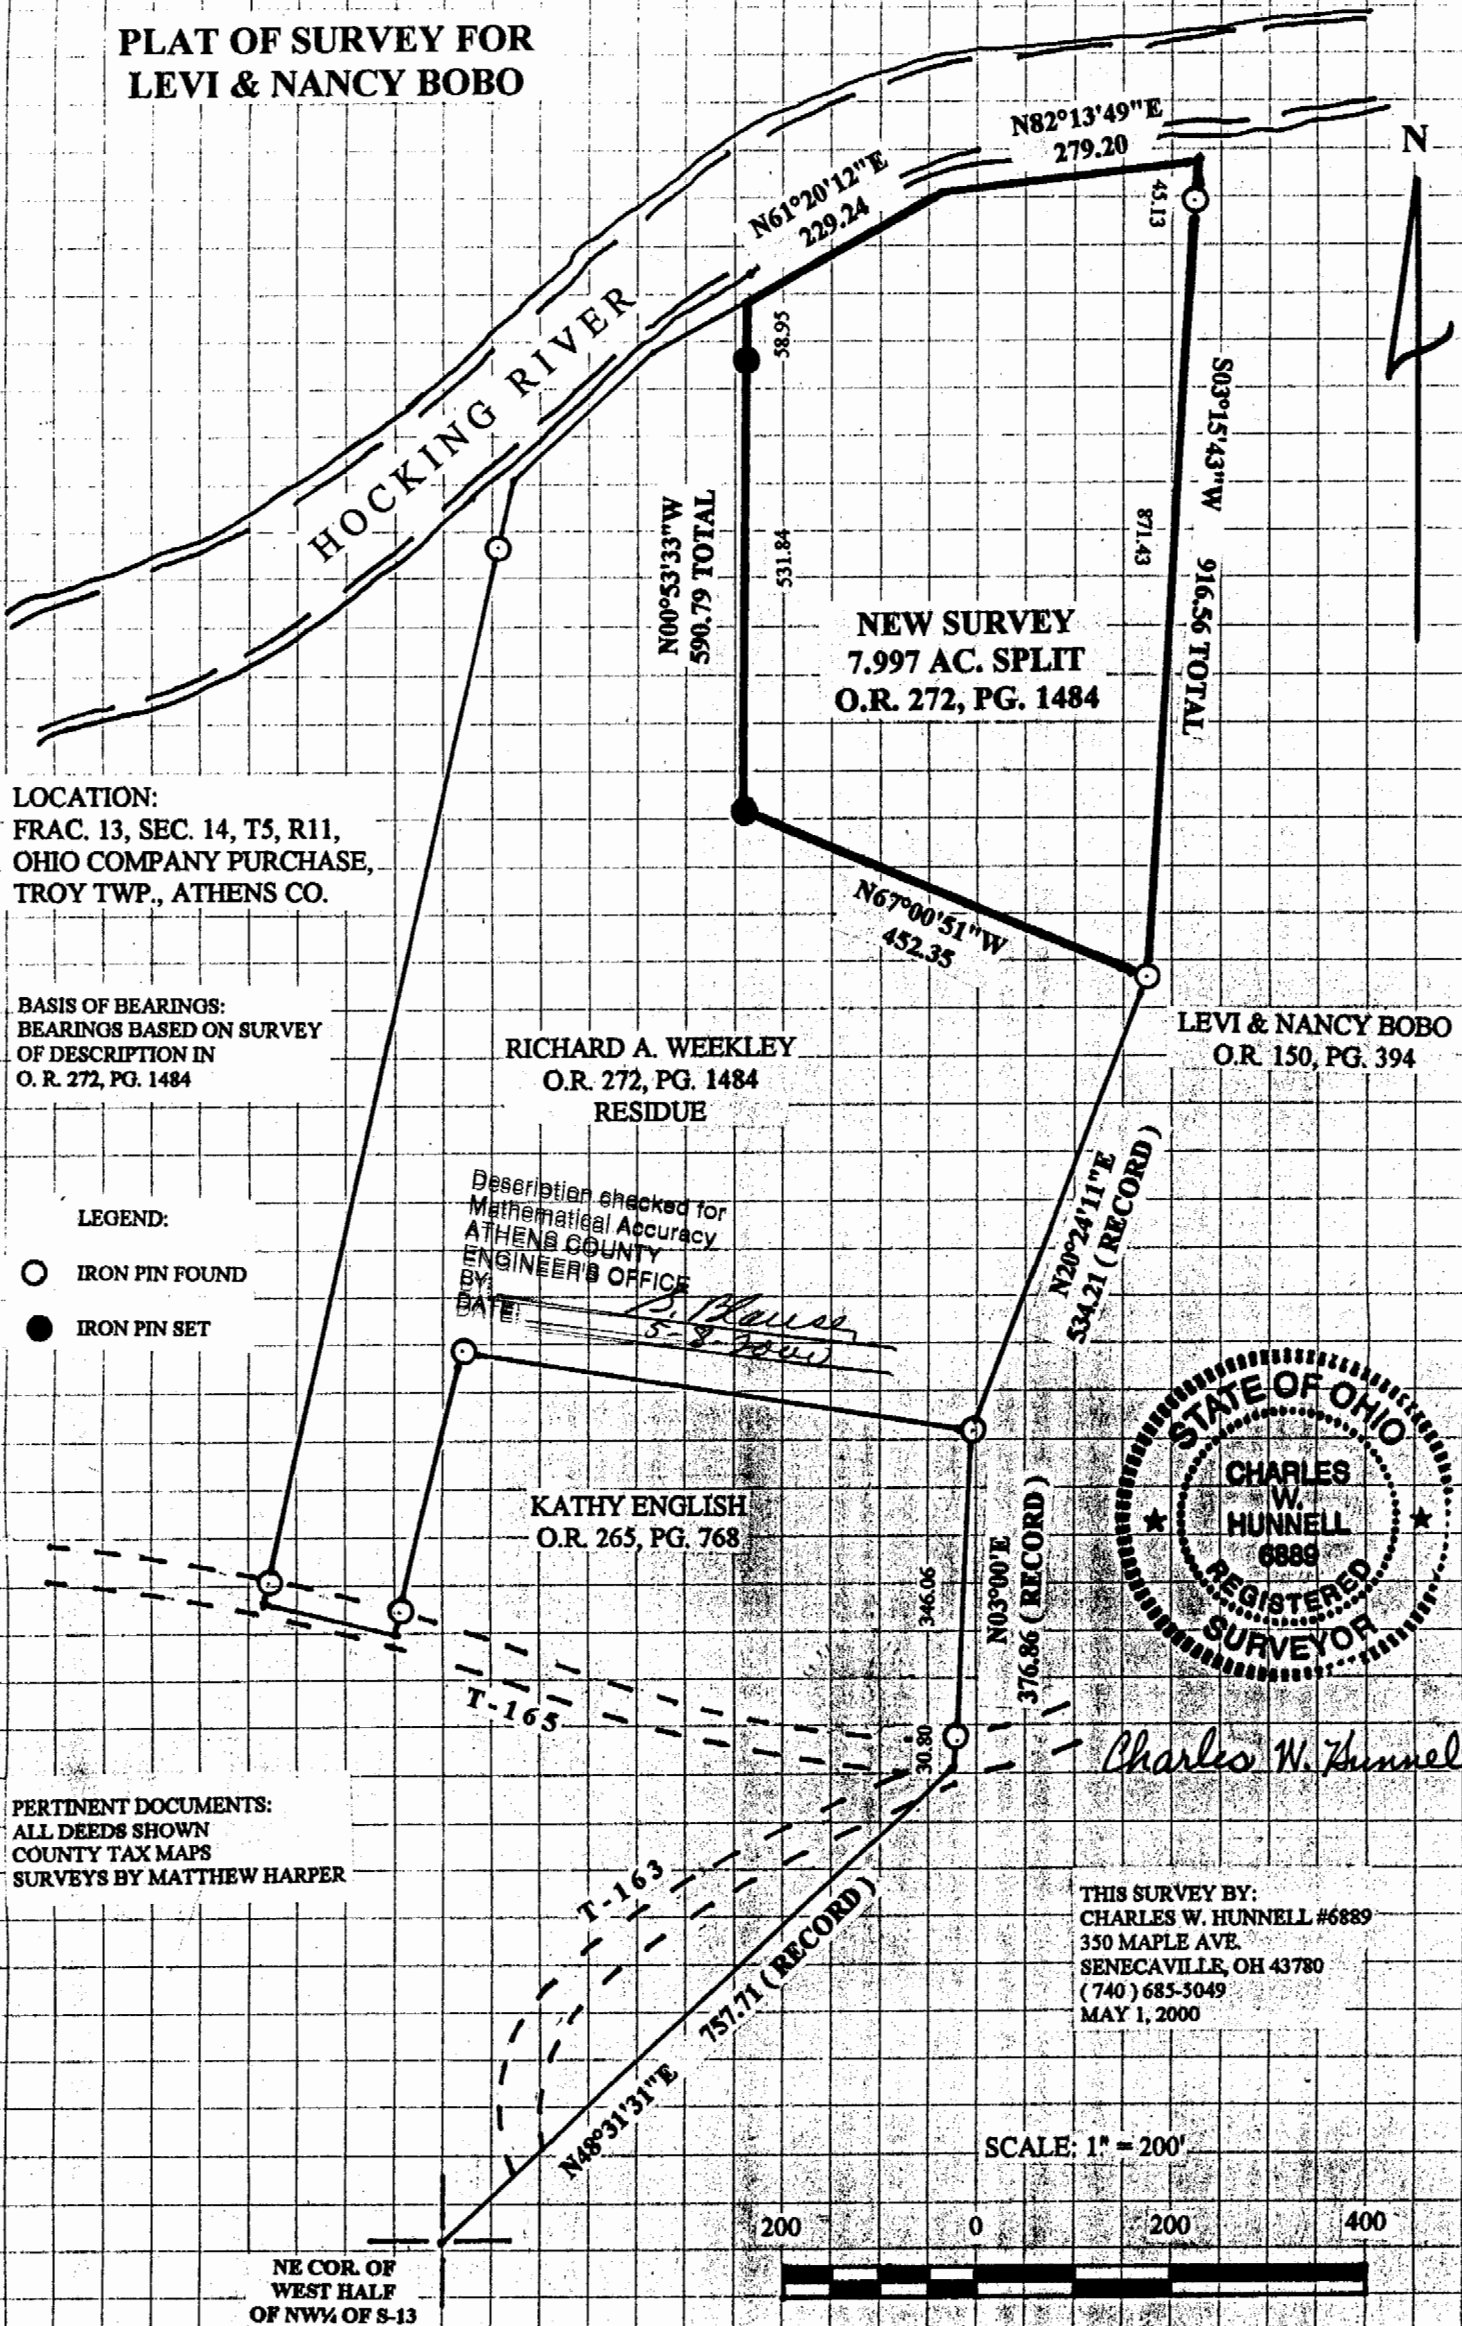 PLAT OF SURVEY FOR
LEVI & NANCY BOBO
N82°13'49"E
279.20
N
N61°20'12"E
229.24
45.13
HOCKING RIVER
58.95
S03°15'43"W 916.56 TOTAL
871.43
N00°53'33"W
590.79 TOTAL
531.84
NEW SURVEY
7.997 AC. SPLIT
O.R. 272, PG. 1484
LOCATION:
FRAC. 13, SEC. 14, T5, R11,
OHIO COMPANY PURCHASE,
TROY TWP., ATHENS CO.
N67°00'51"W
452.35
BASIS OF BEARINGS:
BEARINGS BASED ON SURVEY
OF DESCRIPTION IN
O. R. 272, PG. 1484
RICHARD A. WEEKLEY
O.R. 272, PG. 1484
RESIDUE
LEVI & NANCY BOBO
O.R. 150, PG. 394
N20°24'11"E
534.21 ( RECORD )
Description checked for
Mathematical Accuracy
ATHENS COUNTY
ENGINEER'S OFFICE
BY:
DATE: 5-8-2000
LEGEND:
IRON PIN FOUND
IRON PIN SET
STATE OF OHIO
CHARLES
W.
HUNNELL
6889
REGISTERED
SURVEYOR
KATHY ENGLISH
O.R. 265, PG. 768
346.06
N03°00'E
376.86 ( RECORD )
T-165
30.80
Charles W. Hunnel
PERTINENT DOCUMENTS:
ALL DEEDS SHOWN
COUNTY TAX MAPS
SURVEYS BY MATTHEW HARPER
T-163
N48°31'31"E 757.71 ( RECORD )
THIS SURVEY BY:
CHARLES W. HUNNELL #6889
350 MAPLE AVE.
SENECAVILLE, OH 43780
( 740 ) 685-5049
MAY 1, 2000
SCALE: 1" = 200'
200 0 200 400
NE COR. OF
WEST HALF
OF NW¼ OF S-13